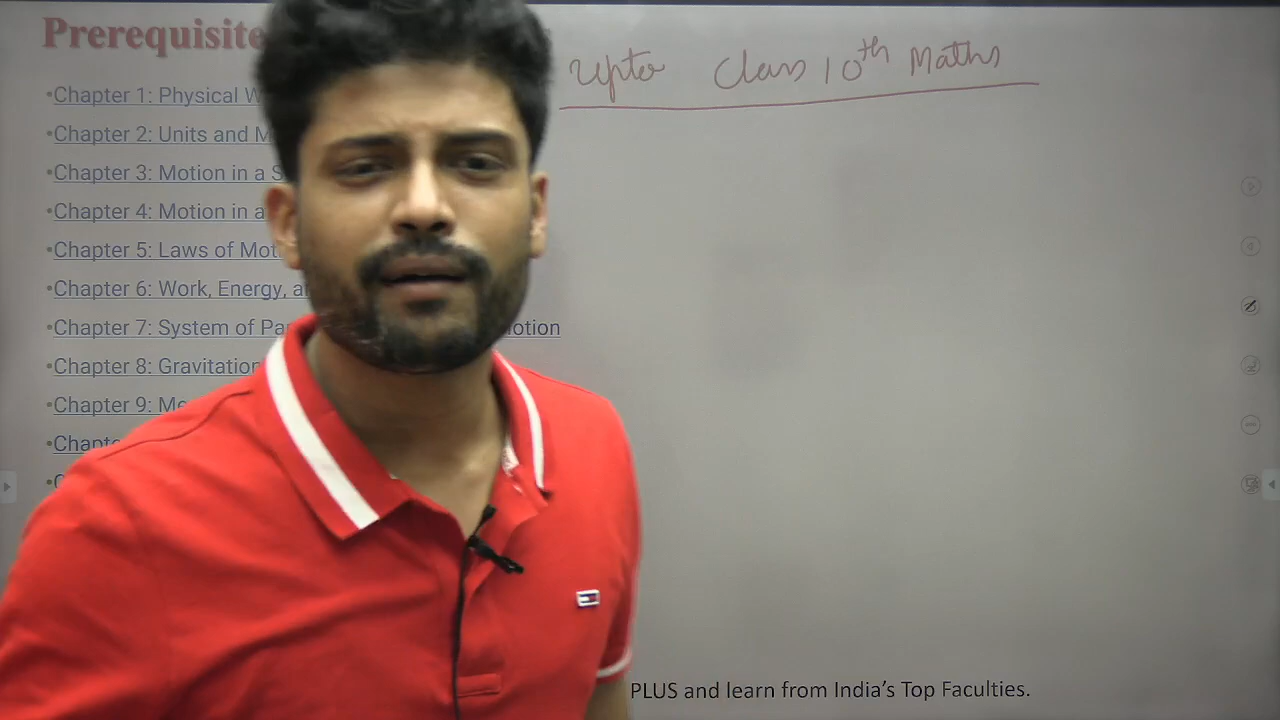 Prerequisite
Upto Class 10th Maths
•Chapter 1: Physical W
•Chapter 2: Units and M
•Chapter 3: Motion in a S
•Chapter 4: Motion in a
•Chapter 5: Laws of Mot
•Chapter 6: Work, Energy, a
•Chapter 7: System of Par otion
•Chapter 8: Gravitation
•Chapter 9: Me
•Chapte
PLUS and learn from India’s Top Faculties.